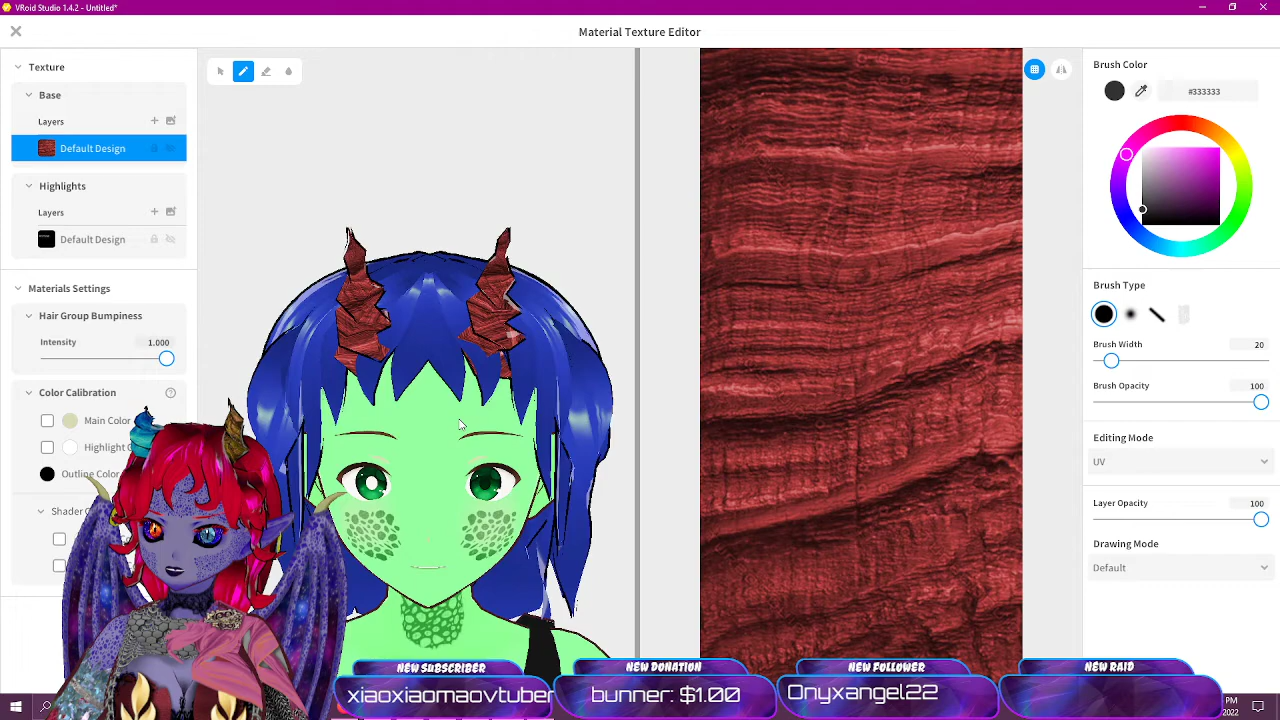 VRoid Studio 1.4.2 - Untitled*
Material Texture Editor
Texture
Base
Layers
Default Design
Highlights
Layers
Default Design
Materials Settings
Hair Group Bumpiness
Intensity
1.000
Color Calibration
Main Color
Highlight C
Outline Colo
Shader
Brush Color
#333333
Brush Type
Brush Width
20
Brush Opacity
100
Editing Mode
UV
Layer Opacity
100
Drawing Mode
Default
NEW SUBSCRIBER
xiaoxiaomaovtuber
NEW DONATION
bunner: $1.00
NEW FOLLOWER
Onyxangel22
NEW RAID
PM